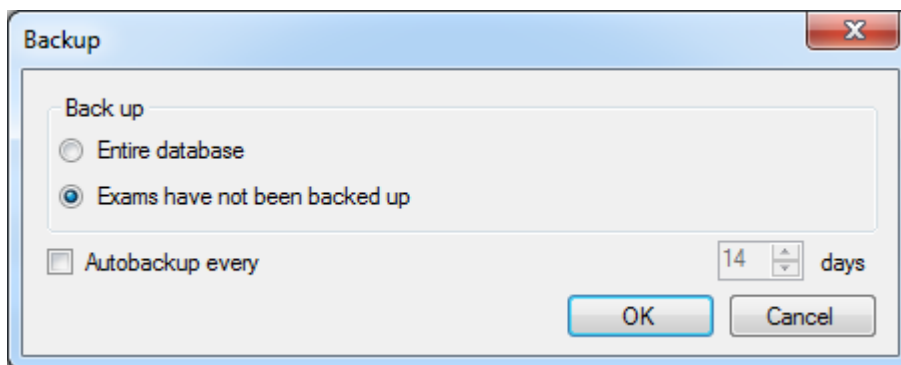 Backup
Back up
Entire database
Exams have not been backed up
Autobackup every 14 days
OK Cancel